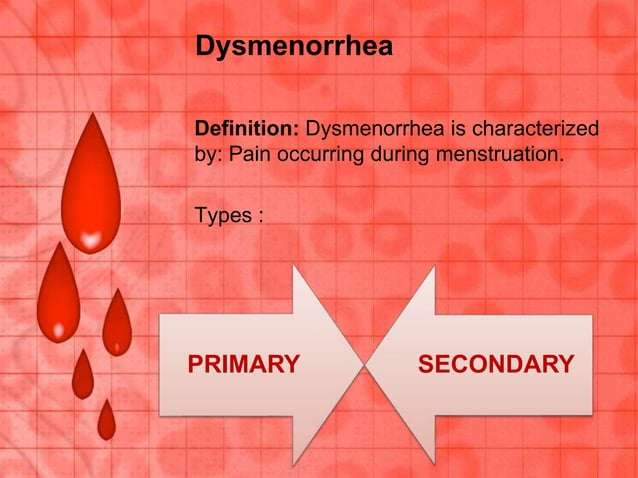 Dysmenorrhea
Definition: Dysmenorrhea is characterized
by: Pain occurring during menstruation.
Types :
PRIMARY
SECONDARY